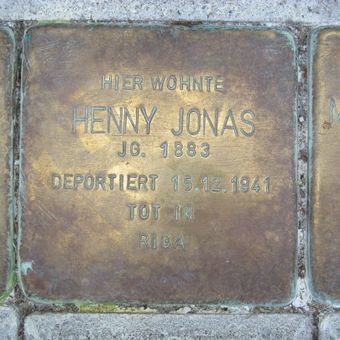 HIER WOHNTE
HENNY JONAS
JG. 1883
DEPORTIERT 15.12.1941
TOT IN
RIGA